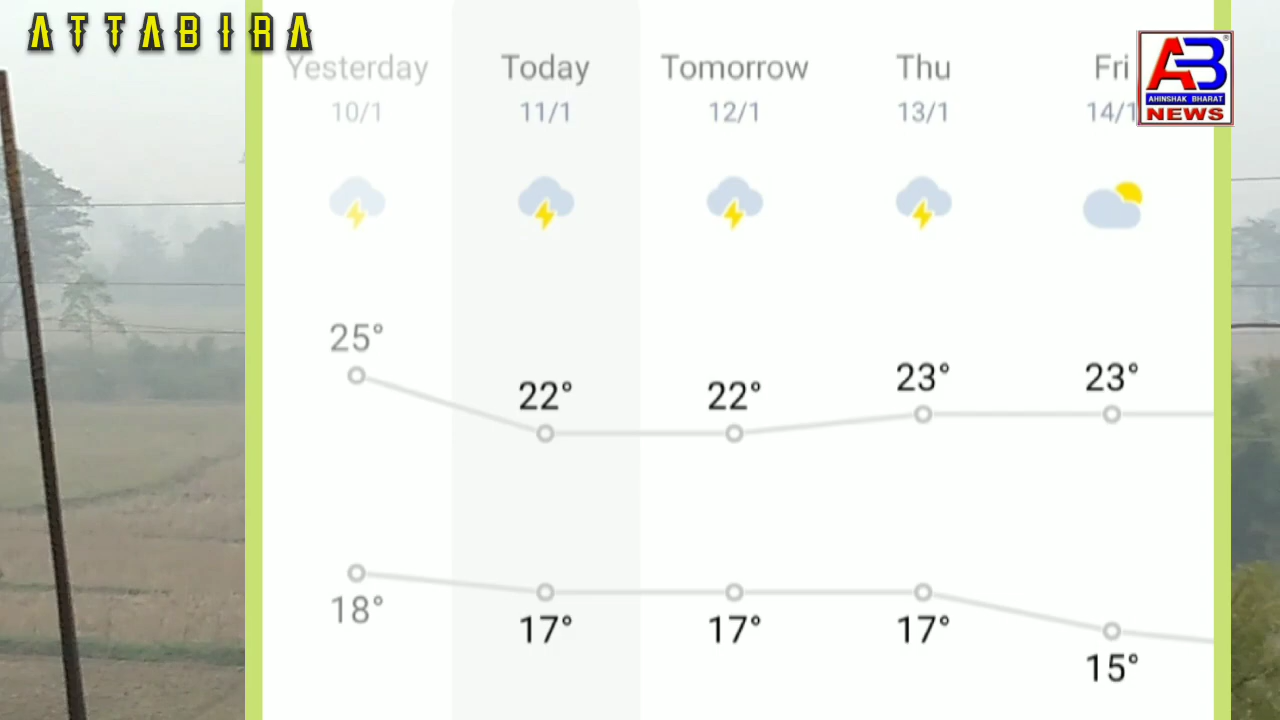 ATTABIRA
Yesterday Today Tomorrow Thu Fri
10/1 11/1 12/1 13/1 14/1
AB
AHINSHAK BHARAT
NEWS
25° 22° 22° 23° 23°
18° 17° 17° 17° 15°